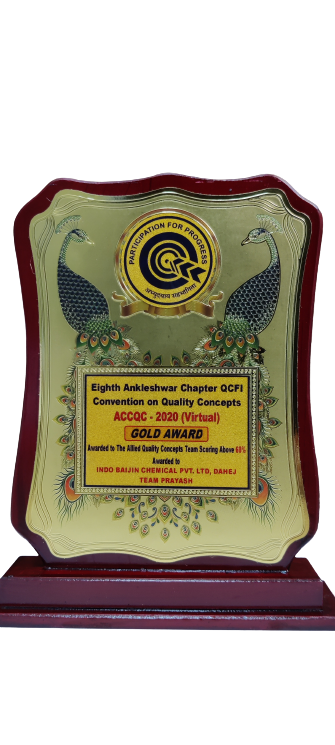 PARTICIPATION FOR PROGRESS
Eighth Ankleshwar Chapter QCFI
Convention on Quality Concepts
ACCQC - 2020 (Virtual)
GOLD AWARD
Awarded to The Allied Quality Concepts Team Scoring Above 60%
Awarded to
INDO BAIJIN CHEMICAL PVT. LTD, DAHEJ
TEAM PRAYASH